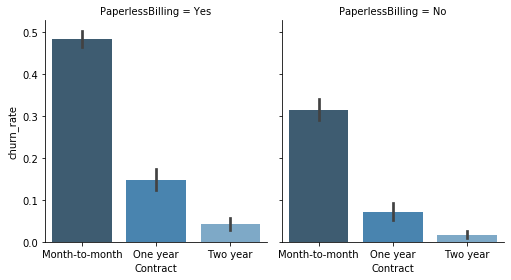 PaperlessBilling = Yes
PaperlessBilling = No
churn_rate
0.5
0.4
0.3
0.2
0.1
0.0
Month-to-month One year Two year
Contract
Month-to-month One year Two year
Contract